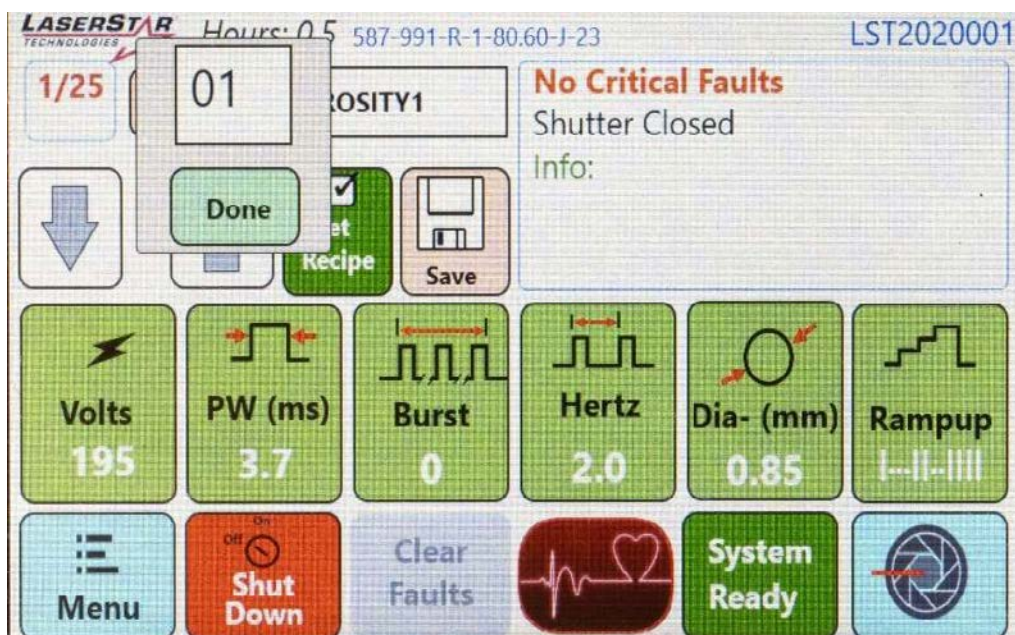 LASERSTAR
TECHNOLOGIES
Hours: 0.5
587-991-R-1-80.60-J-23
LST2020001
1/25
01
ROSITY1
Done
et
Recipe
Save
No Critical Faults
Shutter Closed
Info:
Volts
195
PW (ms)
3.7
Burst
0
Hertz
2.0
Dia- (mm)
0.85
Rampup
|--||-||||
Menu
On
Off
Shut
Down
Clear
Faults
System
Ready